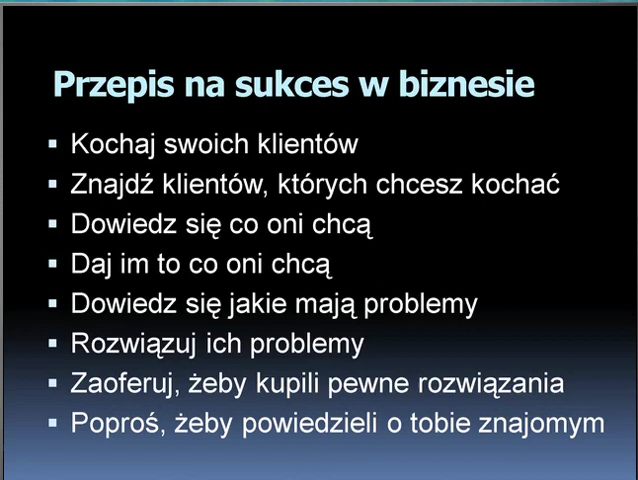 Przepis na sukces w biznesie
Kochaj swoich klientów
Znajdź klientów, których chcesz kochać
Dowiedz się co oni chcą
Daj im to co oni chcą
Dowiedz się jakie mają problemy
Rozwiązuj ich problemy
Zaoferuj, żeby kupili pewne rozwiązania
Poproś, żeby powiedzieli o tobie znajomym